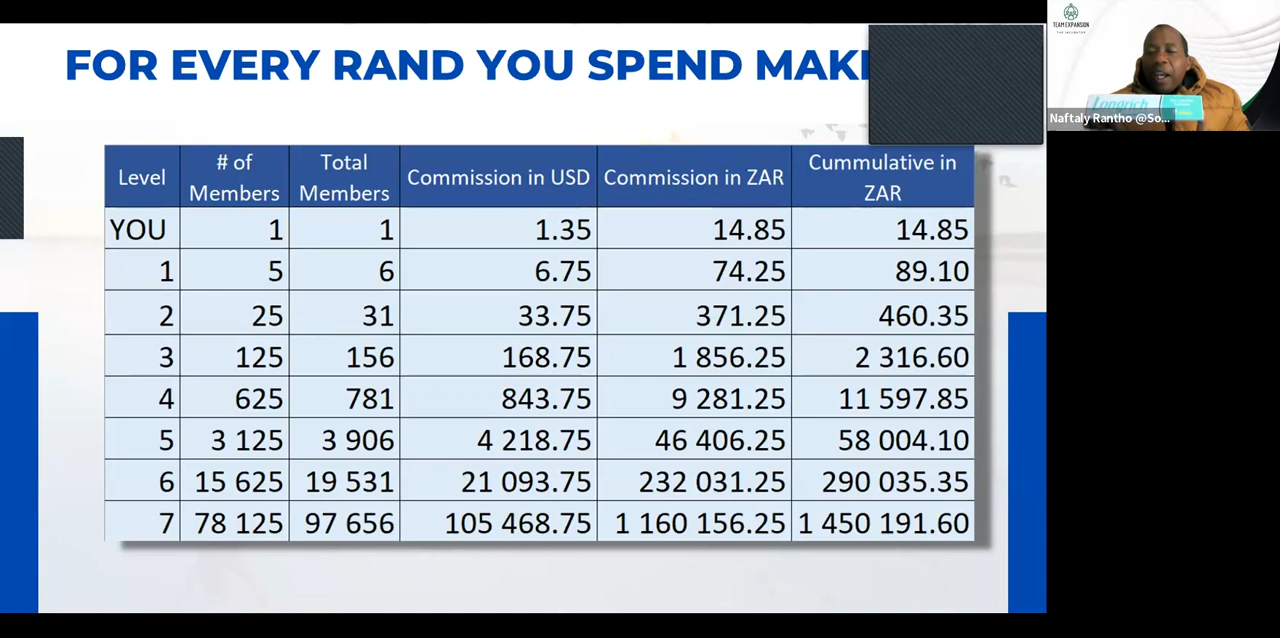 FOR EVERY RAND YOU SPEND MAK
TEAM EXPANSION
THE INCUBATOR
Longrich
Naftaly Rantho @So...
Level # of Members Total Members Commission in USD Commission in ZAR Cummulative in ZAR
YOU 1 1 1.35 14.85 14.85
1 5 6 6.75 74.25 89.10
2 25 31 33.75 371.25 460.35
3 125 156 168.75 1 856.25 2 316.60
4 625 781 843.75 9 281.25 11 597.85
5 3 125 3 906 4 218.75 46 406.25 58 004.10
6 15 625 19 531 21 093.75 232 031.25 290 035.35
7 78 125 97 656 105 468.75 1 160 156.25 1 450 191.60